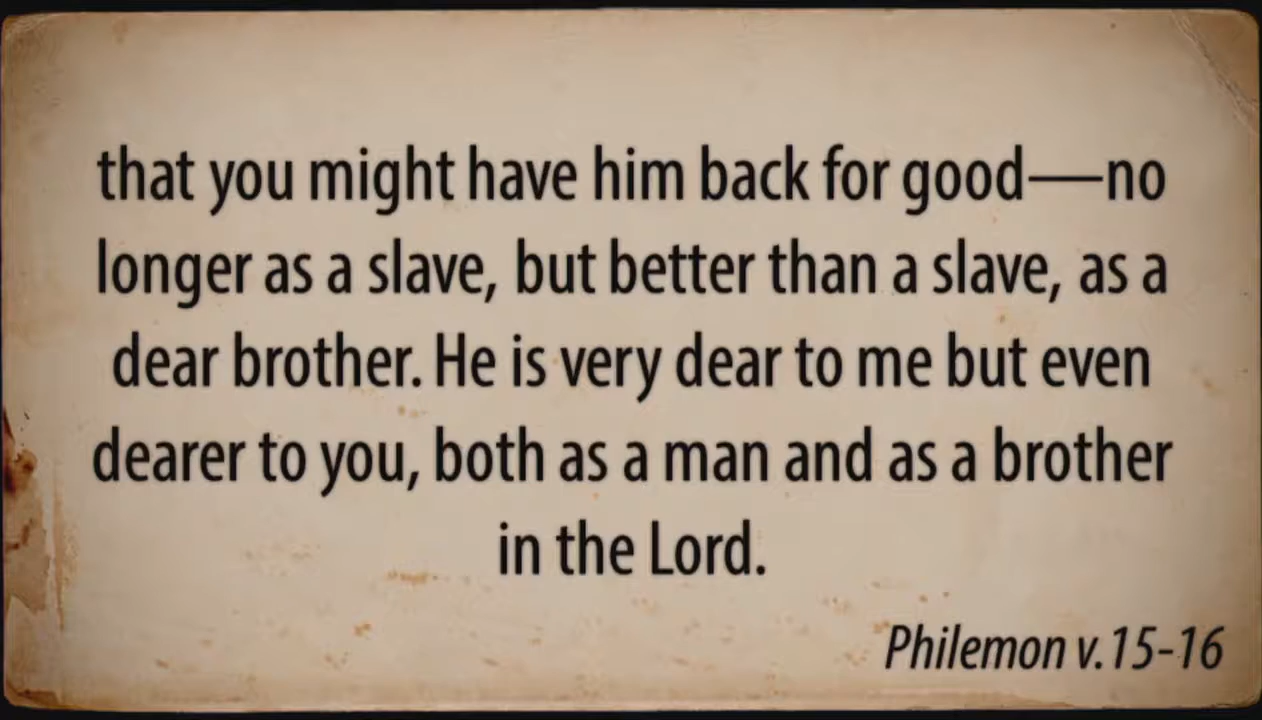 that you might have him back for good—no
longer as a slave, but better than a slave, as a
dear brother. He is very dear to me but even
dearer to you, both as a man and as a brother
in the Lord.
Philemon v.15-16